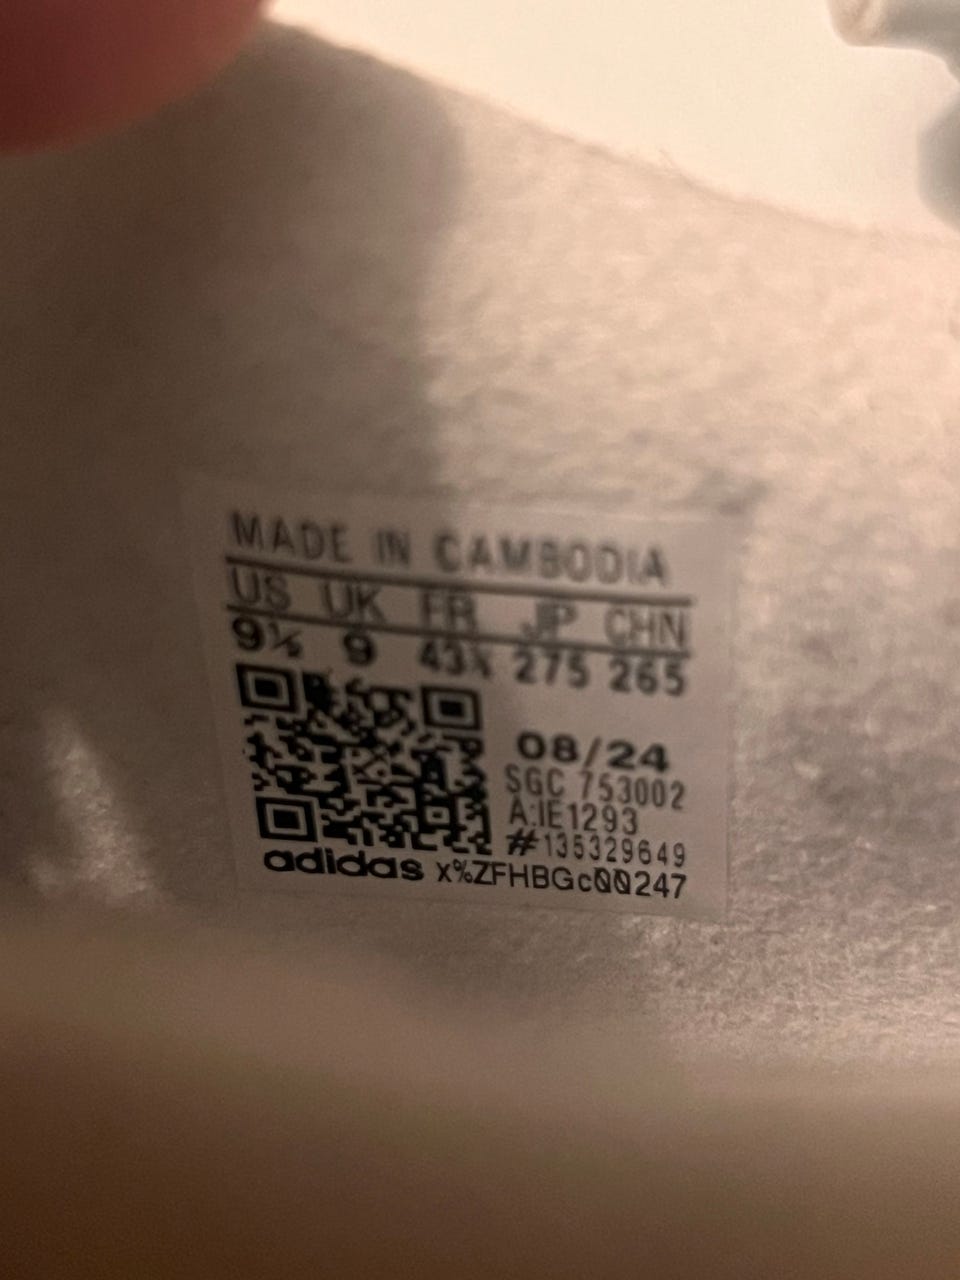 MADE IN CAMBODIA
US UK FR JP CHN
9½ 9 43⅓ 275 265
08/24
SGC 753002
A:IE1293
#135329649
adidas x%ZFHBGc00247